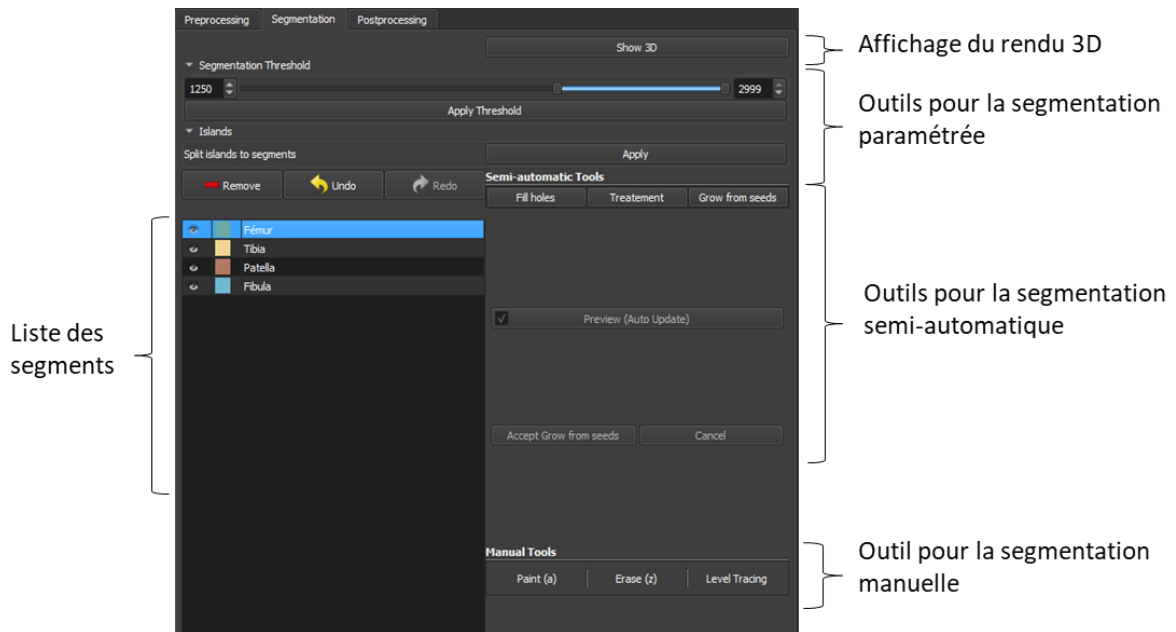 Preprocessing Segmentation Postprocessing
Show 3D
Affichage du rendu 3D
Segmentation Threshold
1250 2999
Apply Threshold
Outils pour la segmentation
paramétrée
Islands
Split islands to segments Apply
Remove Undo Redo
Semi-automatic Tools
Fill holes Treatement Grow from seeds
Fémur
Tibia
Patella
Fibula
Preview (Auto Update)
Outils pour la segmentation
semi-automatique
Liste des
segments
Accept Grow from seeds Cancel
Manual Tools
Paint (a) Erase (z) Level Tracing
Outil pour la segmentation
manuelle